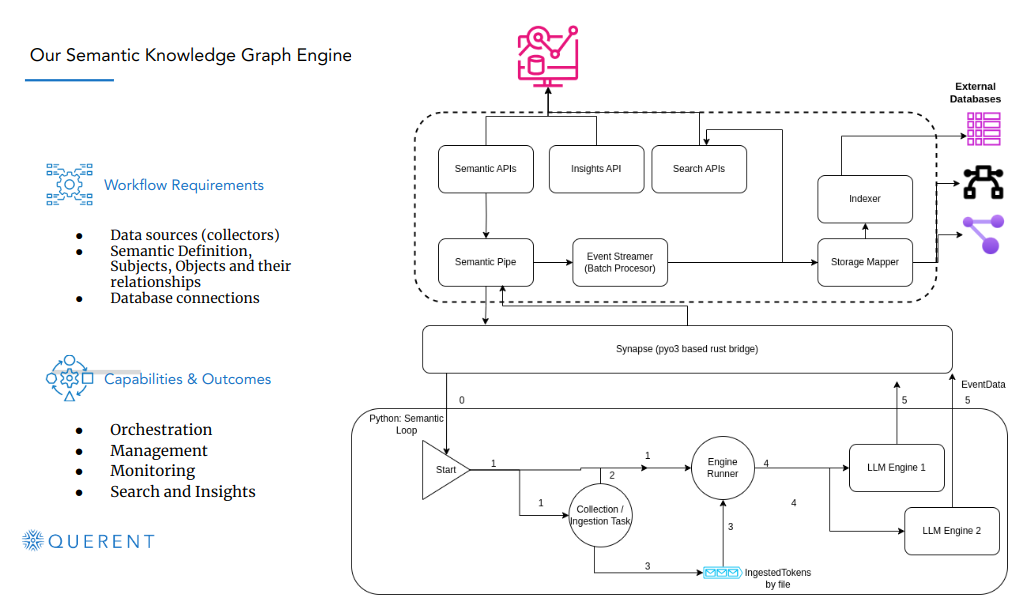 Our Semantic Knowledge Graph Engine
Workflow Requirements
● Data sources (collectors)
● Semantic Definition,
Subjects, Objects and their
relationships
● Database connections
Capabilities & Outcomes
● Orchestration
● Management
● Monitoring
● Search and Insights
QUERENT
External
Databases
Semantic APIs
Insights API
Search APIs
Indexer
Semantic Pipe
Event Streamer
(Batch Procesor)
Storage Mapper
Synapse (pyo3 based rust bridge)
EventData
0
5
5
Python: Semantic
Loop
Start
1
1
1
2
Engine
Runner
4
4
LLM Engine 1
Collection /
Ingestion Task
3
LLM Engine 2
3
IngestedTokens
by file